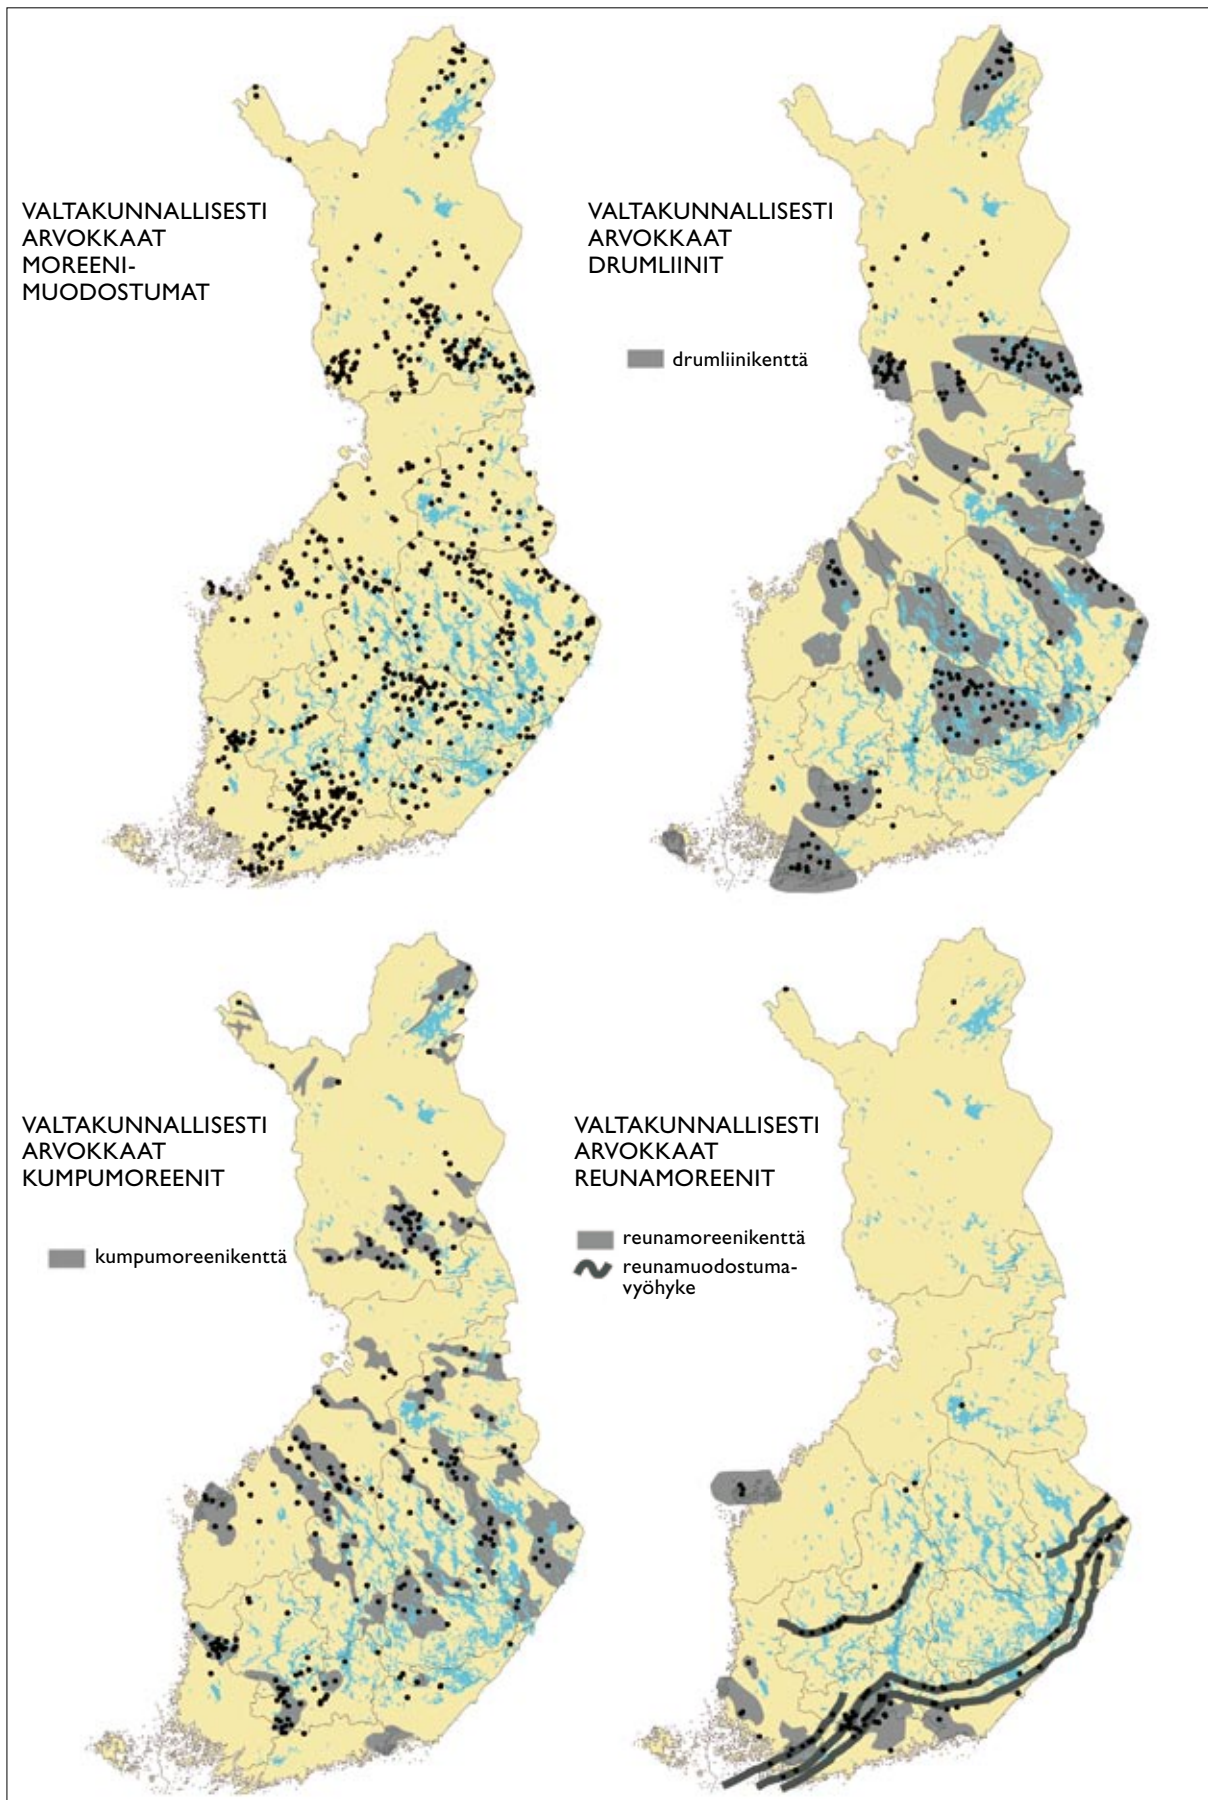 VALTAKUNNALLISESTI
ARVOKKAAT
MOREENI-
MUODOSTUMAT
VALTAKUNNALLISESTI
ARVOKKAAT
DRUMLIINIT
drumliinikenttä
VALTAKUNNALLISESTI
ARVOKKAAT
KUMPUMOREENIT
kumpumoreenikenttä
VALTAKUNNALLISESTI
ARVOKKAAT
REUNAMOREENIT
reunamoreenikenttä
reunamuodostuma-
vyöhyke